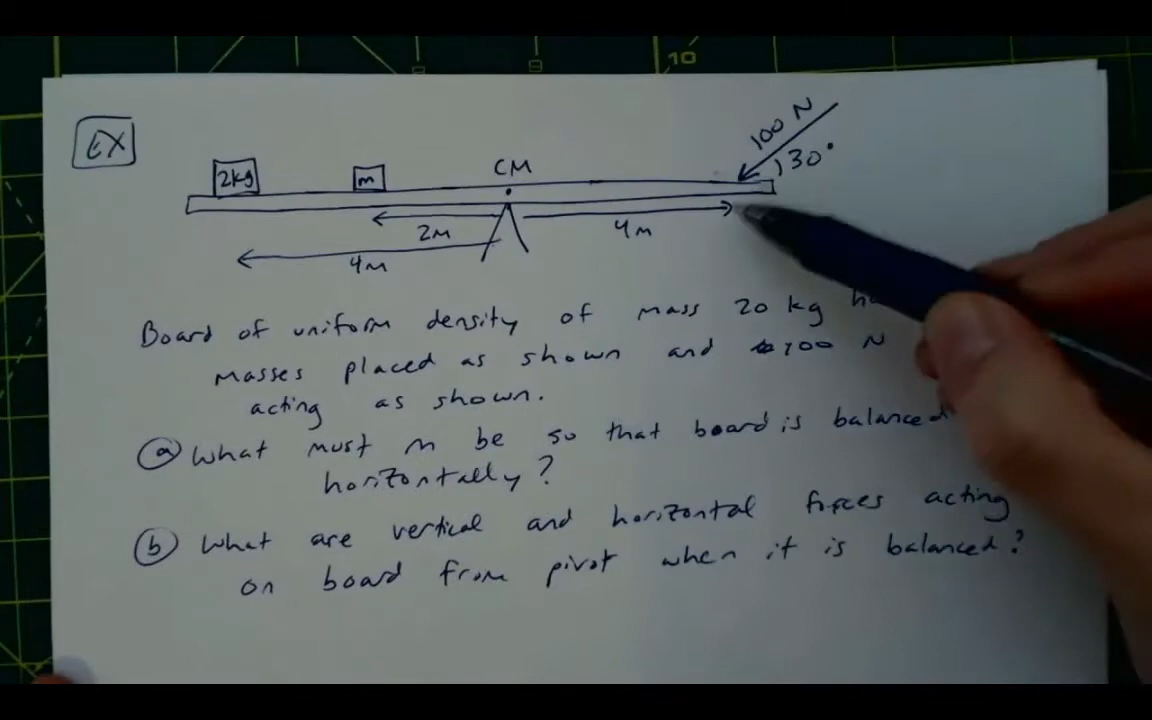 8 9 10
EX
100 N
30°
2kg
m
CM
2m
4m
4m
Board of uniform density of mass 20 kg
masses placed as shown and 100 N
acting as shown.
(a) What must m be so that board is balanced
horizontally?
(b) What are vertical and horizontal forces acting
on board from pivot when it is balanced?